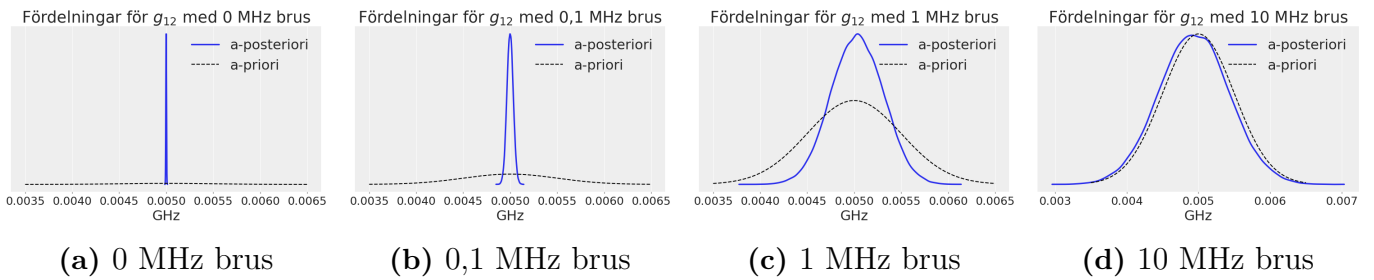 Fördelningar för g12 med 0 MHz brus
a-posteriori
a-priori
0.0035 0.0040 0.0045 0.0050 0.0055 0.0060 0.0065
GHz
(a) 0 MHz brus
Fördelningar för g12 med 0,1 MHz brus
a-posteriori
a-priori
0.0035 0.0040 0.0045 0.0050 0.0055 0.0060 0.0065
GHz
(b) 0,1 MHz brus
Fördelningar för g12 med 1 MHz brus
a-posteriori
a-priori
0.0035 0.0040 0.0045 0.0050 0.0055 0.0060 0.0065
GHz
(c) 1 MHz brus
Fördelningar för g12 med 10 MHz brus
a-posteriori
a-priori
0.003 0.004 0.005 0.006 0.007
GHz
(d) 10 MHz brus